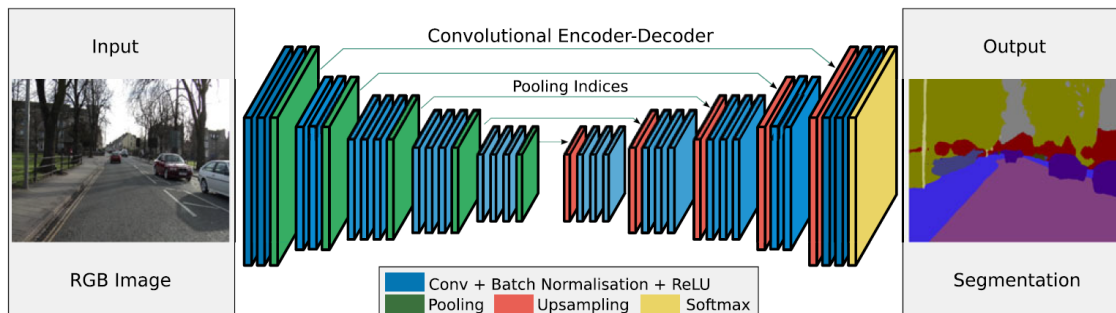 Input
RGB Image
Convolutional Encoder-Decoder
Pooling Indices
Conv + Batch Normalisation + ReLU
Pooling
Upsampling
Softmax
Output
Segmentation